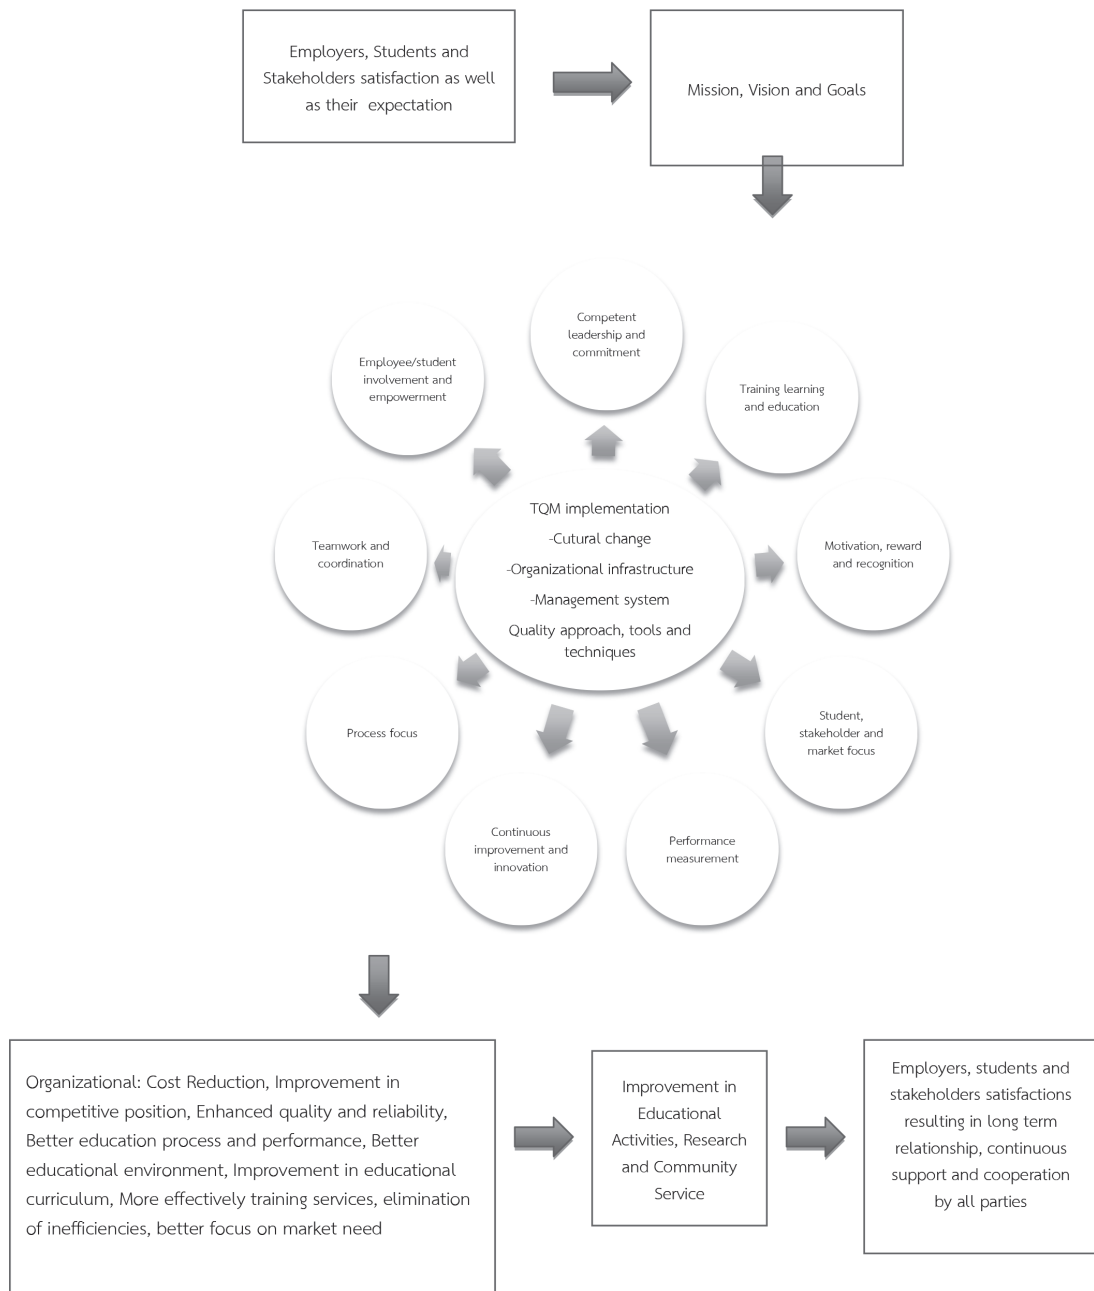 Employers, Students and
Stakeholders satisfaction as well
as their expectation
Mission, Vision and Goals
Competent
leadership and
commitment
Employee/student
involvement and
empowerment
Training learning
and education
TQM implementation
-Cutural change
-Organizational infrastructure
-Management system
Quality approach, tools and
techniques
Teamwork and
coordination
Motivation, reward
and recognition
Process focus
Student,
stakeholder and
market focus
Continuous
improvement and
innovation
Performance
measurement
Organizational: Cost Reduction, Improvement in
competitive position, Enhanced quality and reliability,
Better education process and performance, Better
educational environment, Improvement in educational
curriculum, More effectively training services, elimination
of inefficiencies, better focus on market need
Improvement in
Educational
Activities, Research
and Community
Service
Employers, students and
stakeholders satisfactions
resulting in long term
relationship, continuous
support and cooperation
by all parties